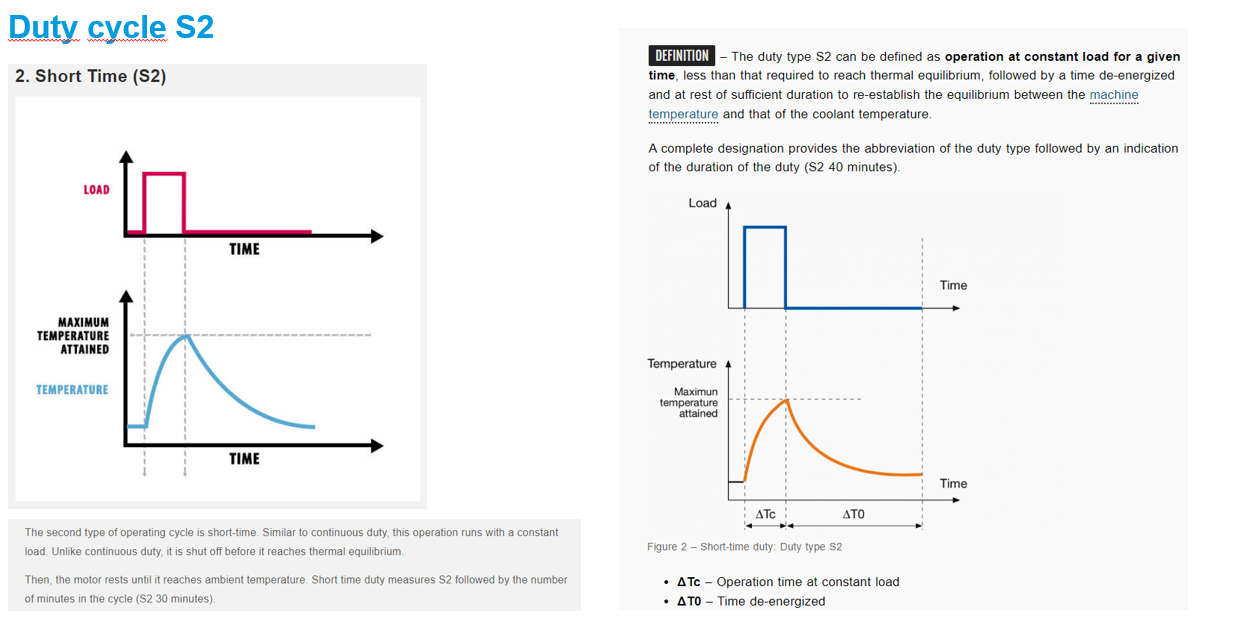 Duty cycle S2
2. Short Time (S2)
LOAD
TIME
MAXIMUM
TEMPERATURE
ATTAINED
TEMPERATURE
TIME
The second type of operating cycle is short-time. Similar to continuous duty, this operation runs with a constant
load. Unlike continuous duty, it is shut off before it reaches thermal equilibrium.
Then, the motor rests until it reaches ambient temperature. Short time duty measures S2 followed by the number
of minutes in the cycle (S2 30 minutes).
DEFINITION – The duty type S2 can be defined as operation at constant load for a given
time, less than that required to reach thermal equilibrium, followed by a time de-energized
and at rest of sufficient duration to re-establish the equilibrium between the machine
temperature and that of the coolant temperature.
A complete designation provides the abbreviation of the duty type followed by an indication
of the duration of the duty (S2 40 minutes).
Load
Time
Temperature
Maximun
temperature
attained
Time
ΔTc
ΔT0
Figure 2 – Short-time duty: Duty type S2
• ΔTc – Operation time at constant load
• ΔT0 – Time de-energized